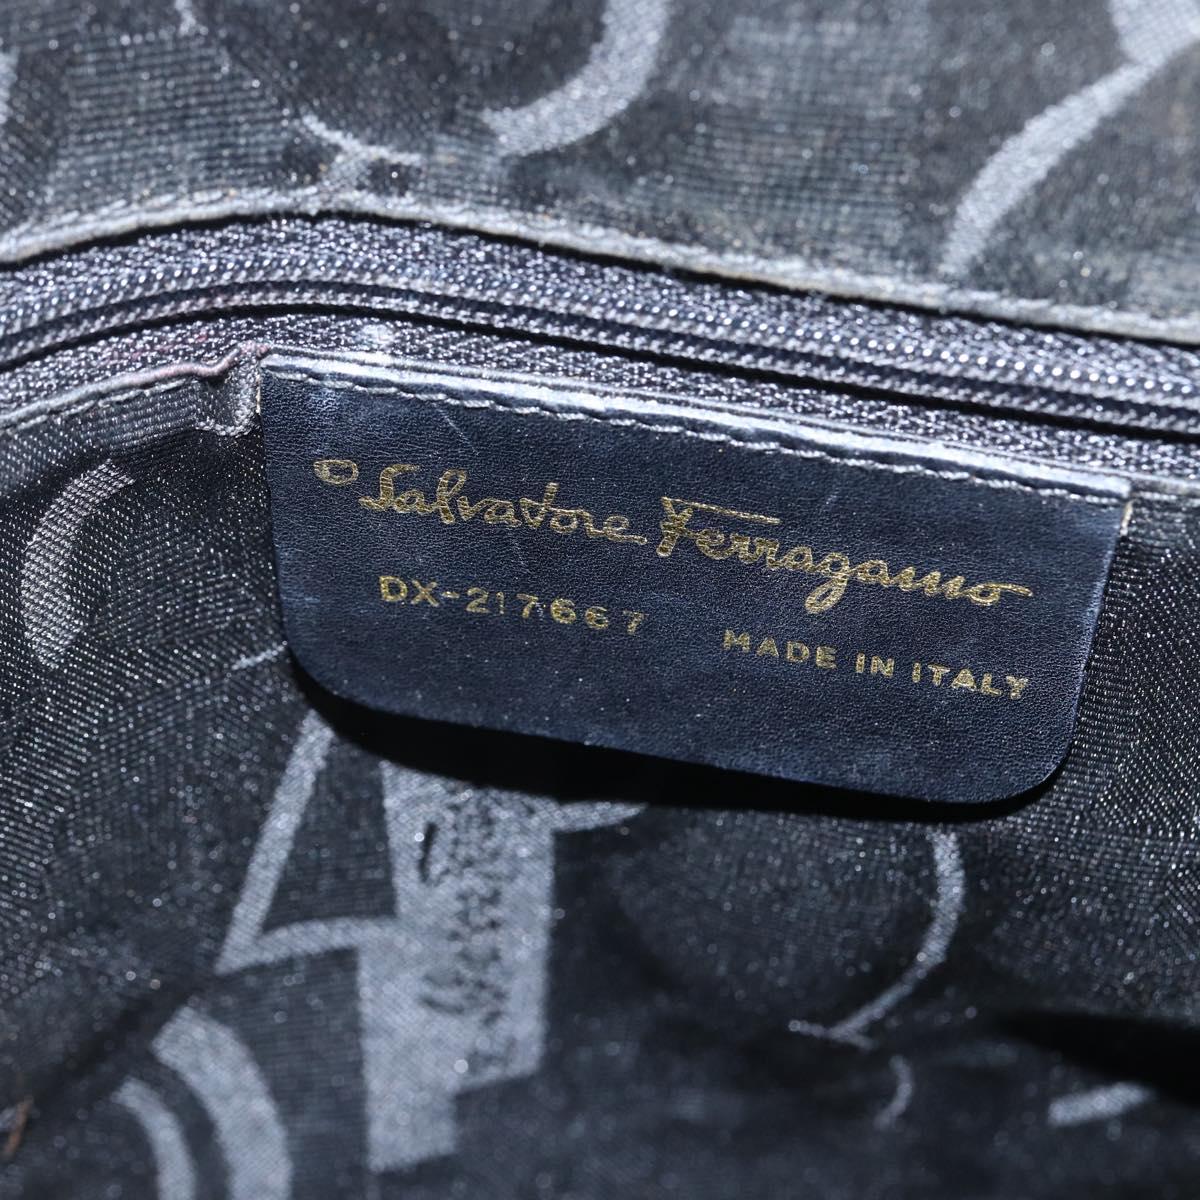 © Salvatore Ferragamo
DX-217667 MADE IN ITALY